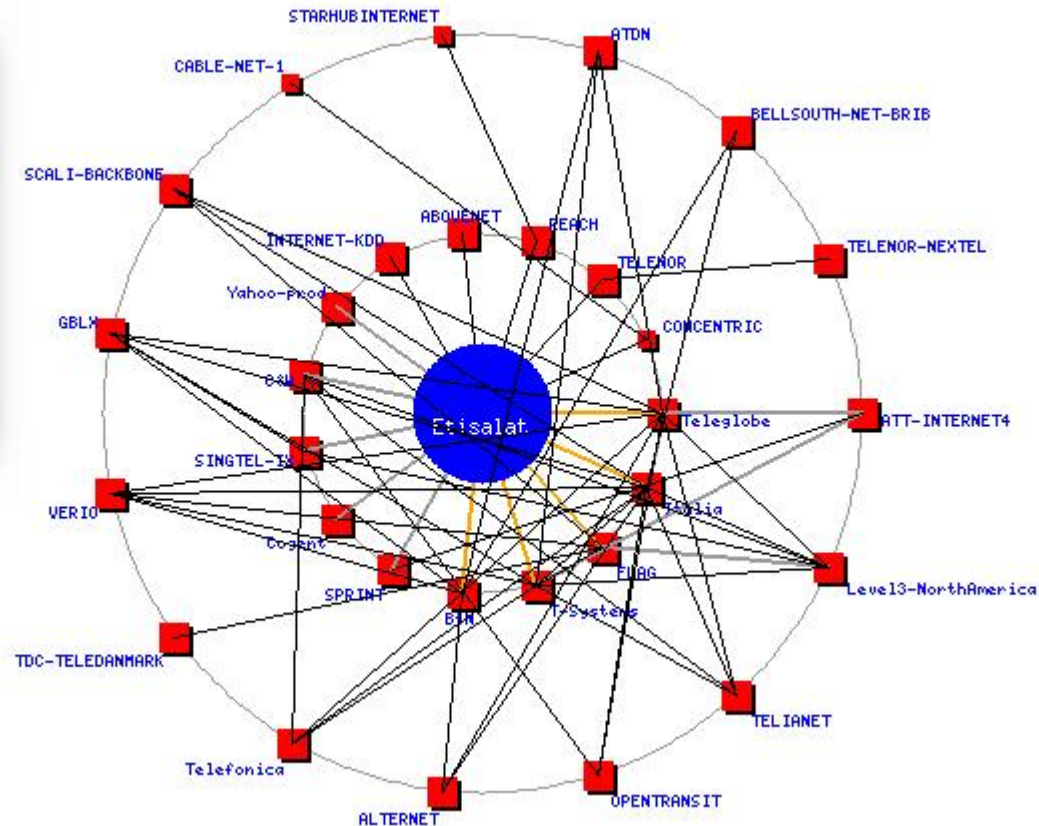 STARHUBINTERNET
ATDN
CABLE-NET-1
BELLSOUTH-NET-BRIB
SCALI-BACKBONE
ABOVENET
REACH
INTERNET-KDD
TELENOR
TELENOR-NEXTEL
Yahoo-prod
GBLX
CONCENTRIC
C&W
Etisalat
Teleglobe
ATT-INTERNET4
SINGTEL-IX
VERIO
Cogent
FLAG
SPRINT
T-Systems
Level3-NorthAmerica
TDC-TELEDANMARK
TELIANET
Telefonica
OPENTRANSIT
ALTERNET